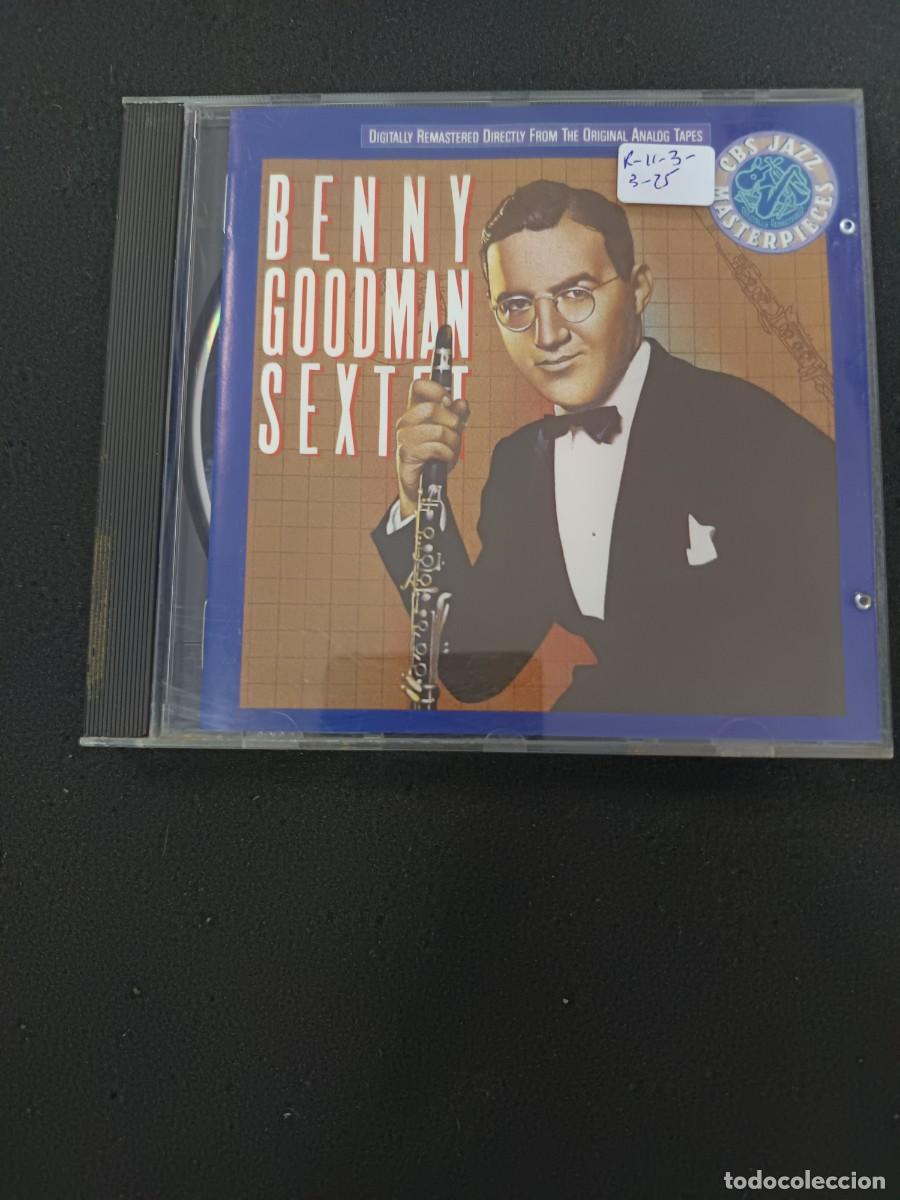 DIGITALLY REMASTERED DIRECTLY FROM THE ORIGINAL ANALOG TAPES
R-11-3-
3-25
CBS JAZZ
MASTERPIECES
BENNY
GOODMAN
SEXTET
todocoleccion